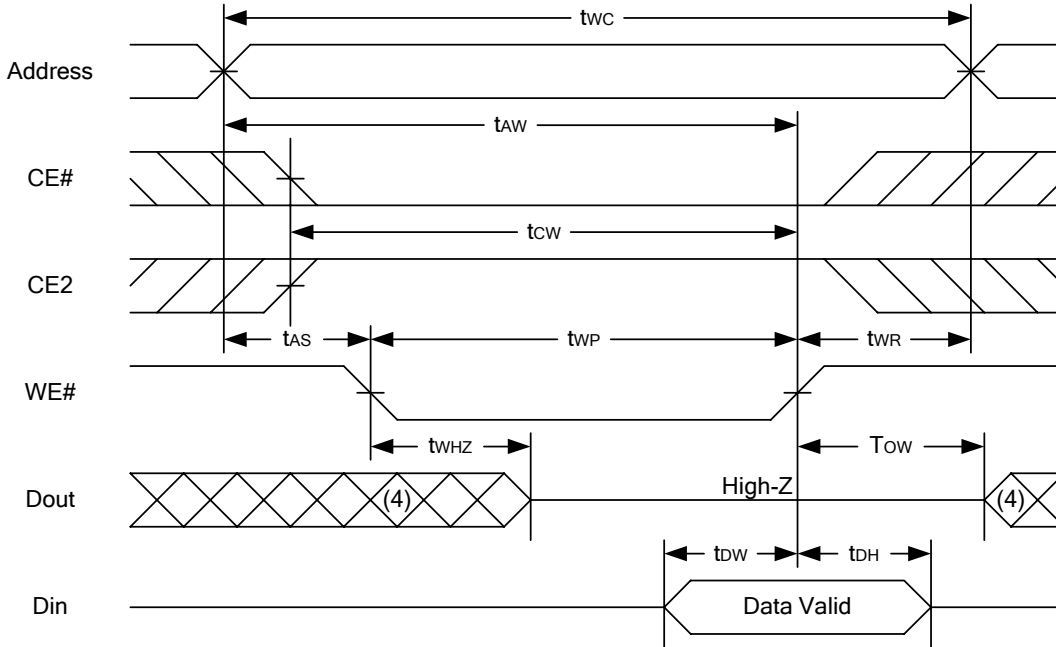 tWC
Address
tAW
CE#
tCW
CE2
tAS tWP tWR
WE#
tWHZ TOW
Dout (4) High-Z (4)
tDW tDH
Din Data Valid